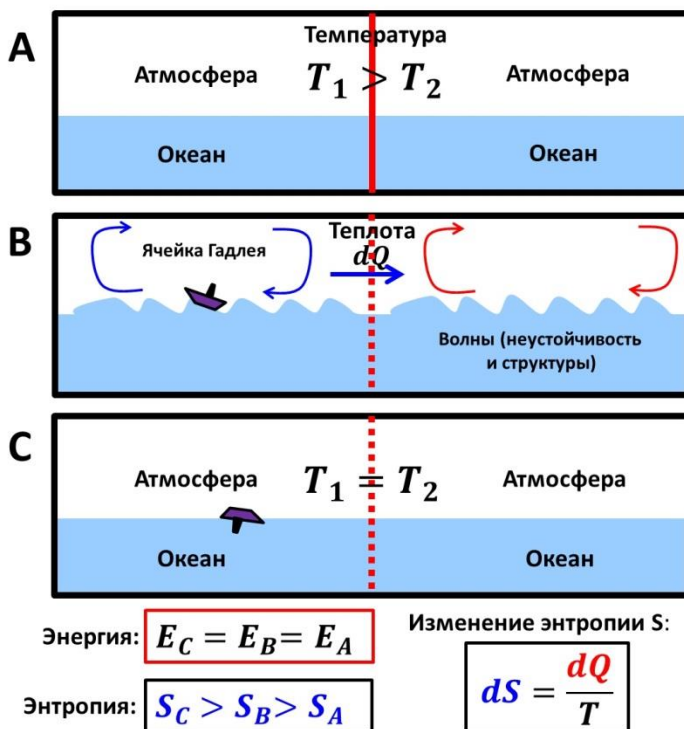 A
Температура
Атмосфера
T₁ > T₂
Атмосфера
Океан
Океан
B
Ячейка Гадлея
Теплота
dQ
Волны (неустойчивость
и структуры)
C
Атмосфера
T₁ = T₂
Атмосфера
Океан
Океан
Энергия: E_C = E_B = E_A
Энтропия: S_C > S_B > S_A
Изменение энтропии S:
dS = dQ/T